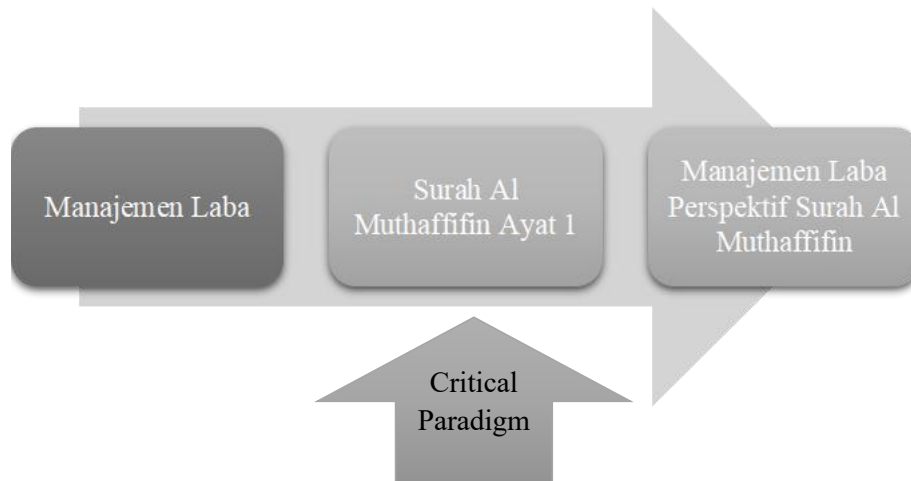 Manajemen Laba
Surah Al
Muthaffifin Ayat 1
Manajemen Laba
Perspektif Surah Al
Muthaffifin
Critical
Paradigm